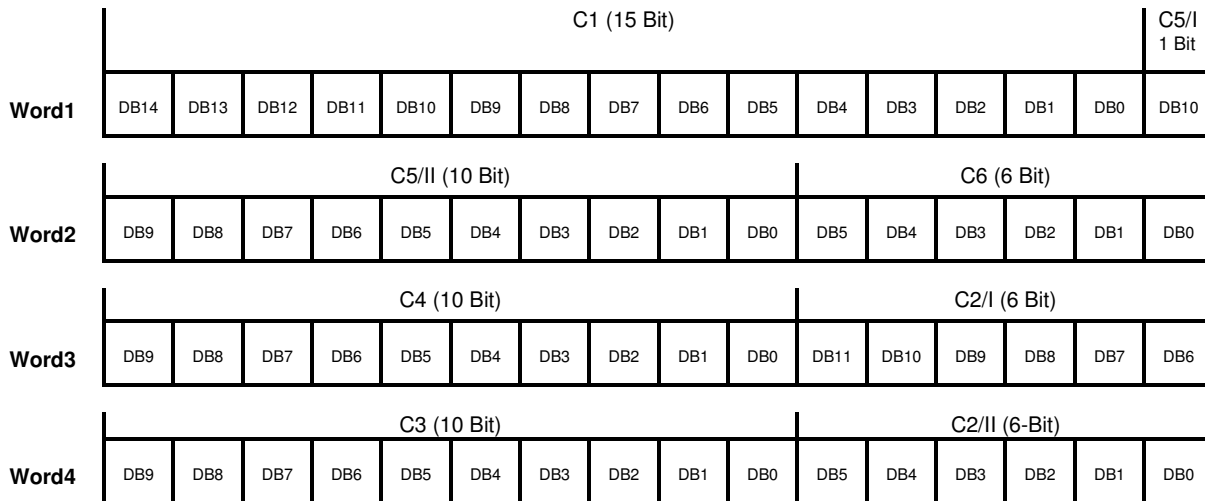 C1 (15 Bit) C5/I
1 Bit
Word1 DB14 DB13 DB12 DB11 DB10 DB9 DB8 DB7 DB6 DB5 DB4 DB3 DB2 DB1 DB0 DB10
C5/II (10 Bit) C6 (6 Bit)
Word2 DB9 DB8 DB7 DB6 DB5 DB4 DB3 DB2 DB1 DB0 DB5 DB4 DB3 DB2 DB1 DB0
C4 (10 Bit) C2/I (6 Bit)
Word3 DB9 DB8 DB7 DB6 DB5 DB4 DB3 DB2 DB1 DB0 DB11 DB10 DB9 DB8 DB7 DB6
C3 (10 Bit) C2/II (6-Bit)
Word4 DB9 DB8 DB7 DB6 DB5 DB4 DB3 DB2 DB1 DB0 DB5 DB4 DB3 DB2 DB1 DB0